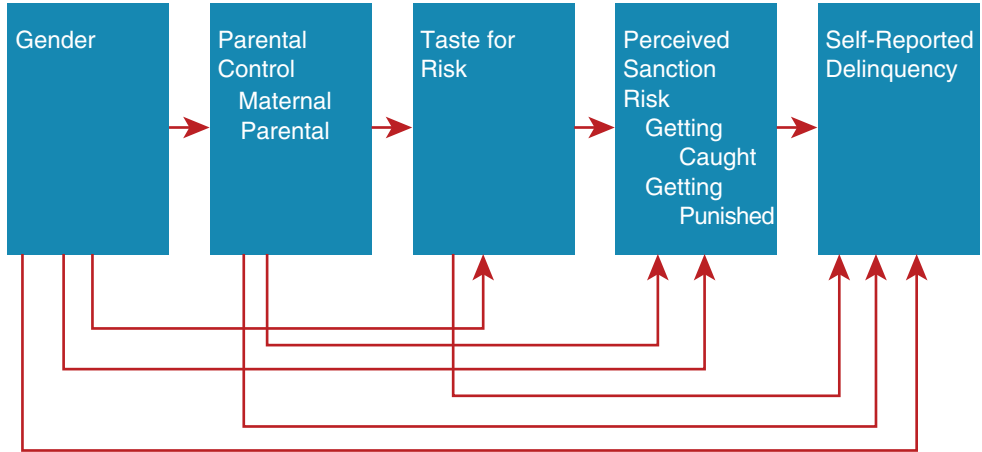 Gender
Parental
Control
Maternal
Parental
Taste for
Risk
Perceived
Sanction
Risk
Getting
Caught
Getting
Punished
Self-Reported
Delinquency